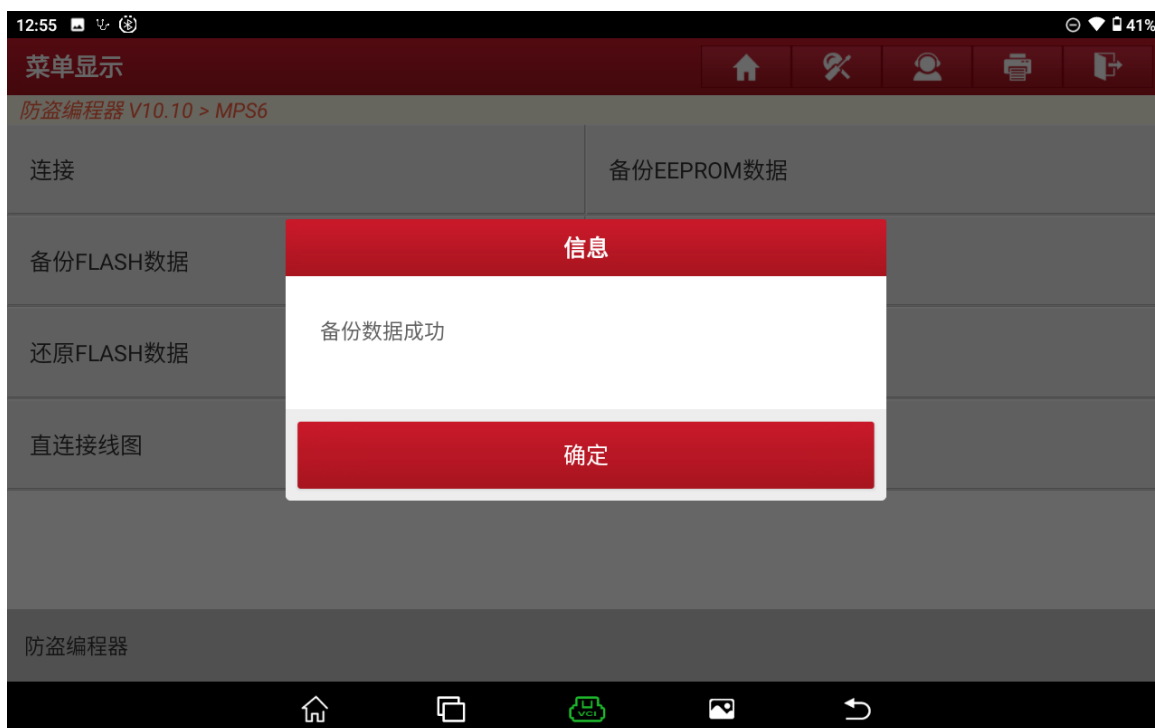 12:55
41%
菜单显示
防盗编程器 V10.10 > MPS6
连接
备份EEPROM数据
备份FLASH数据
信息
备份数据成功
还原FLASH数据
直连接线图
确定
防盗编程器
VCI